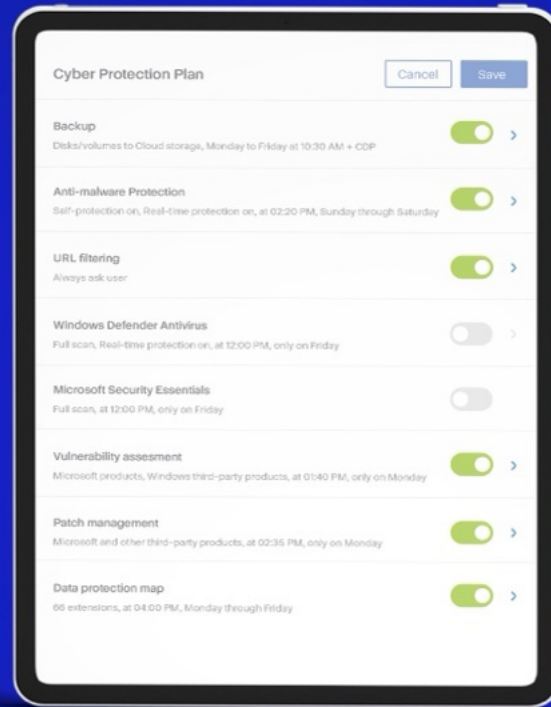 Cyber Protection Plan
Cancel
Save
Backup
Disks/volumes to Cloud storage, Monday to Friday at 10:30 AM + CDP
Anti-malware Protection
Self-protection on, Real-time protection on, at 02:20 PM, Sunday through Saturday
URL filtering
Always ask user
Windows Defender Antivirus
Full scan, Real-time protection on, at 12:00 PM, only on Friday
Microsoft Security Essentials
Full scan, at 12:00 PM, only on Friday
Vulnerability assesment
Microsoft products, Windows third-party products, at 01:40 PM, only on Monday
Patch management
Microsoft and other third-party products, at 02:35 PM, only on Monday
Data protection map
66 extensions, at 04:00 PM, Monday through Friday